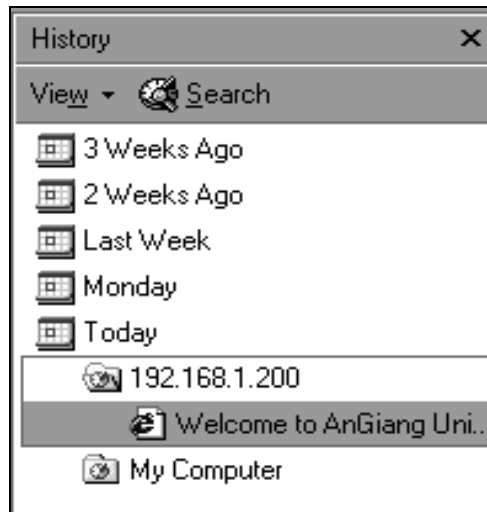 History
View Search
3 Weeks Ago
2 Weeks Ago
Last Week
Monday
Today
192.168.1.200
Welcome to AnGiang Uni...
My Computer